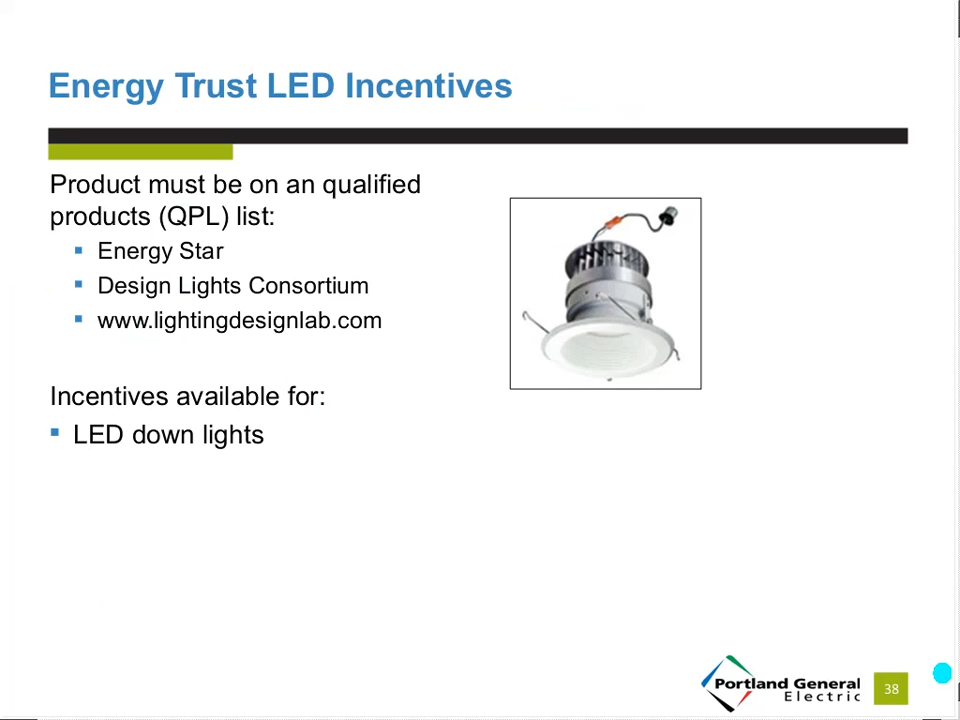 Energy Trust LED Incentives
Product must be on an qualified
products (QPL) list:
Energy Star
Design Lights Consortium
www.lightingdesignlab.com
Incentives available for:
LED down lights
Portland General
Electric
38